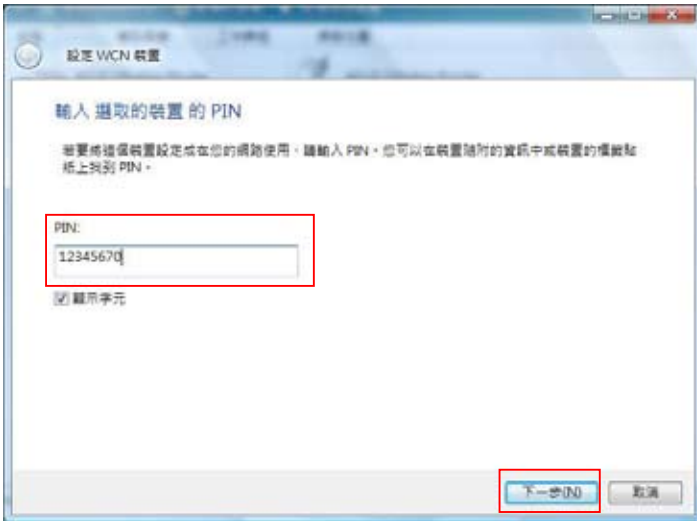 設定 WCN 裝置
輸入 選取的裝置 的 PIN
若要將這個裝置設定成在您的網路使用,請輸入 PIN。您可以在裝置隨附的資訊中或裝置的標籤貼
紙上找到 PIN。
PIN:
12345670
顯示字元
下一步(N)
取消